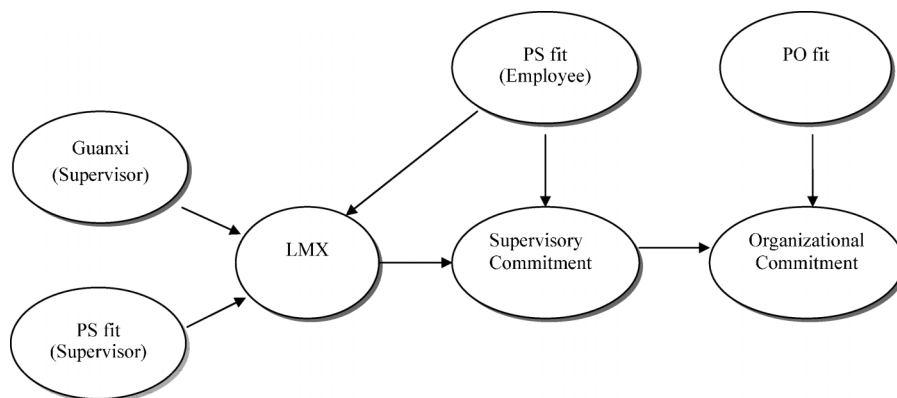 PS fit
(Employee)
PO fit
Guanxi
(Supervisor)
LMX
Supervisory
Commitment
Organizational
Commitment
PS fit
(Supervisor)